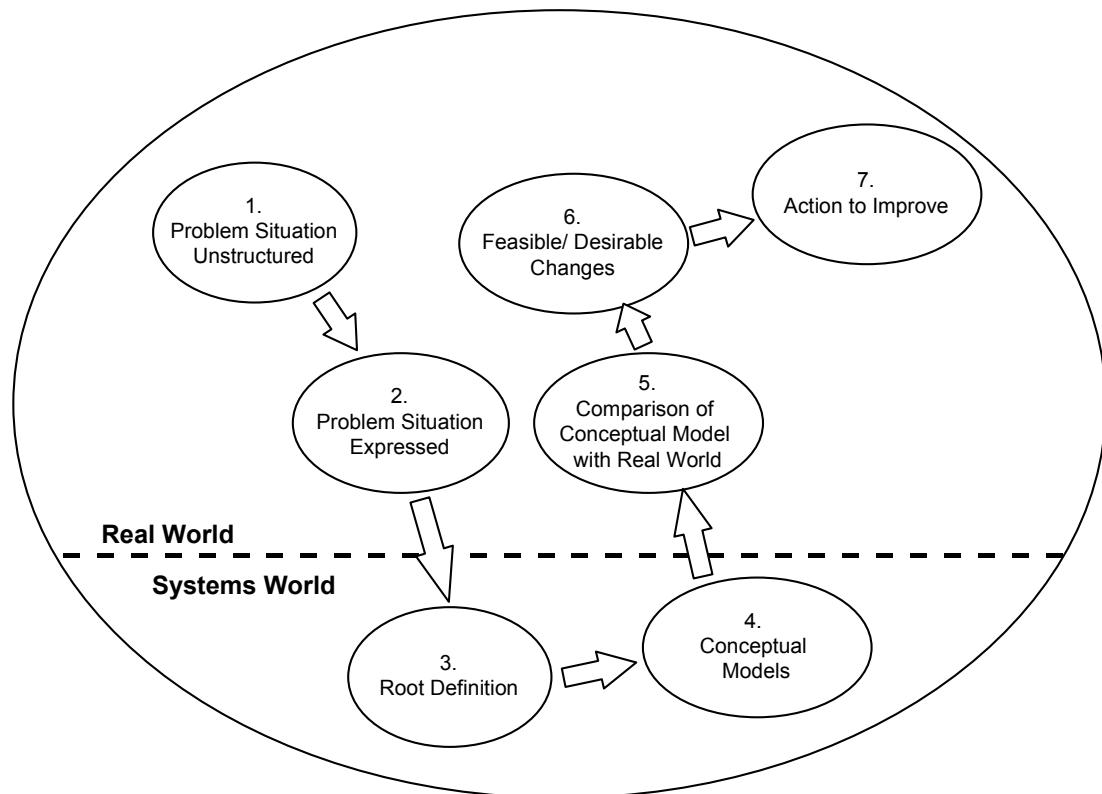 1.
Problem Situation
Unstructured
2.
Problem Situation
Expressed
Real World
Systems World
3.
Root Definition
4.
Conceptual
Models
5.
Comparison of
Conceptual Model
with Real World
6.
Feasible/ Desirable
Changes
7.
Action to Improve